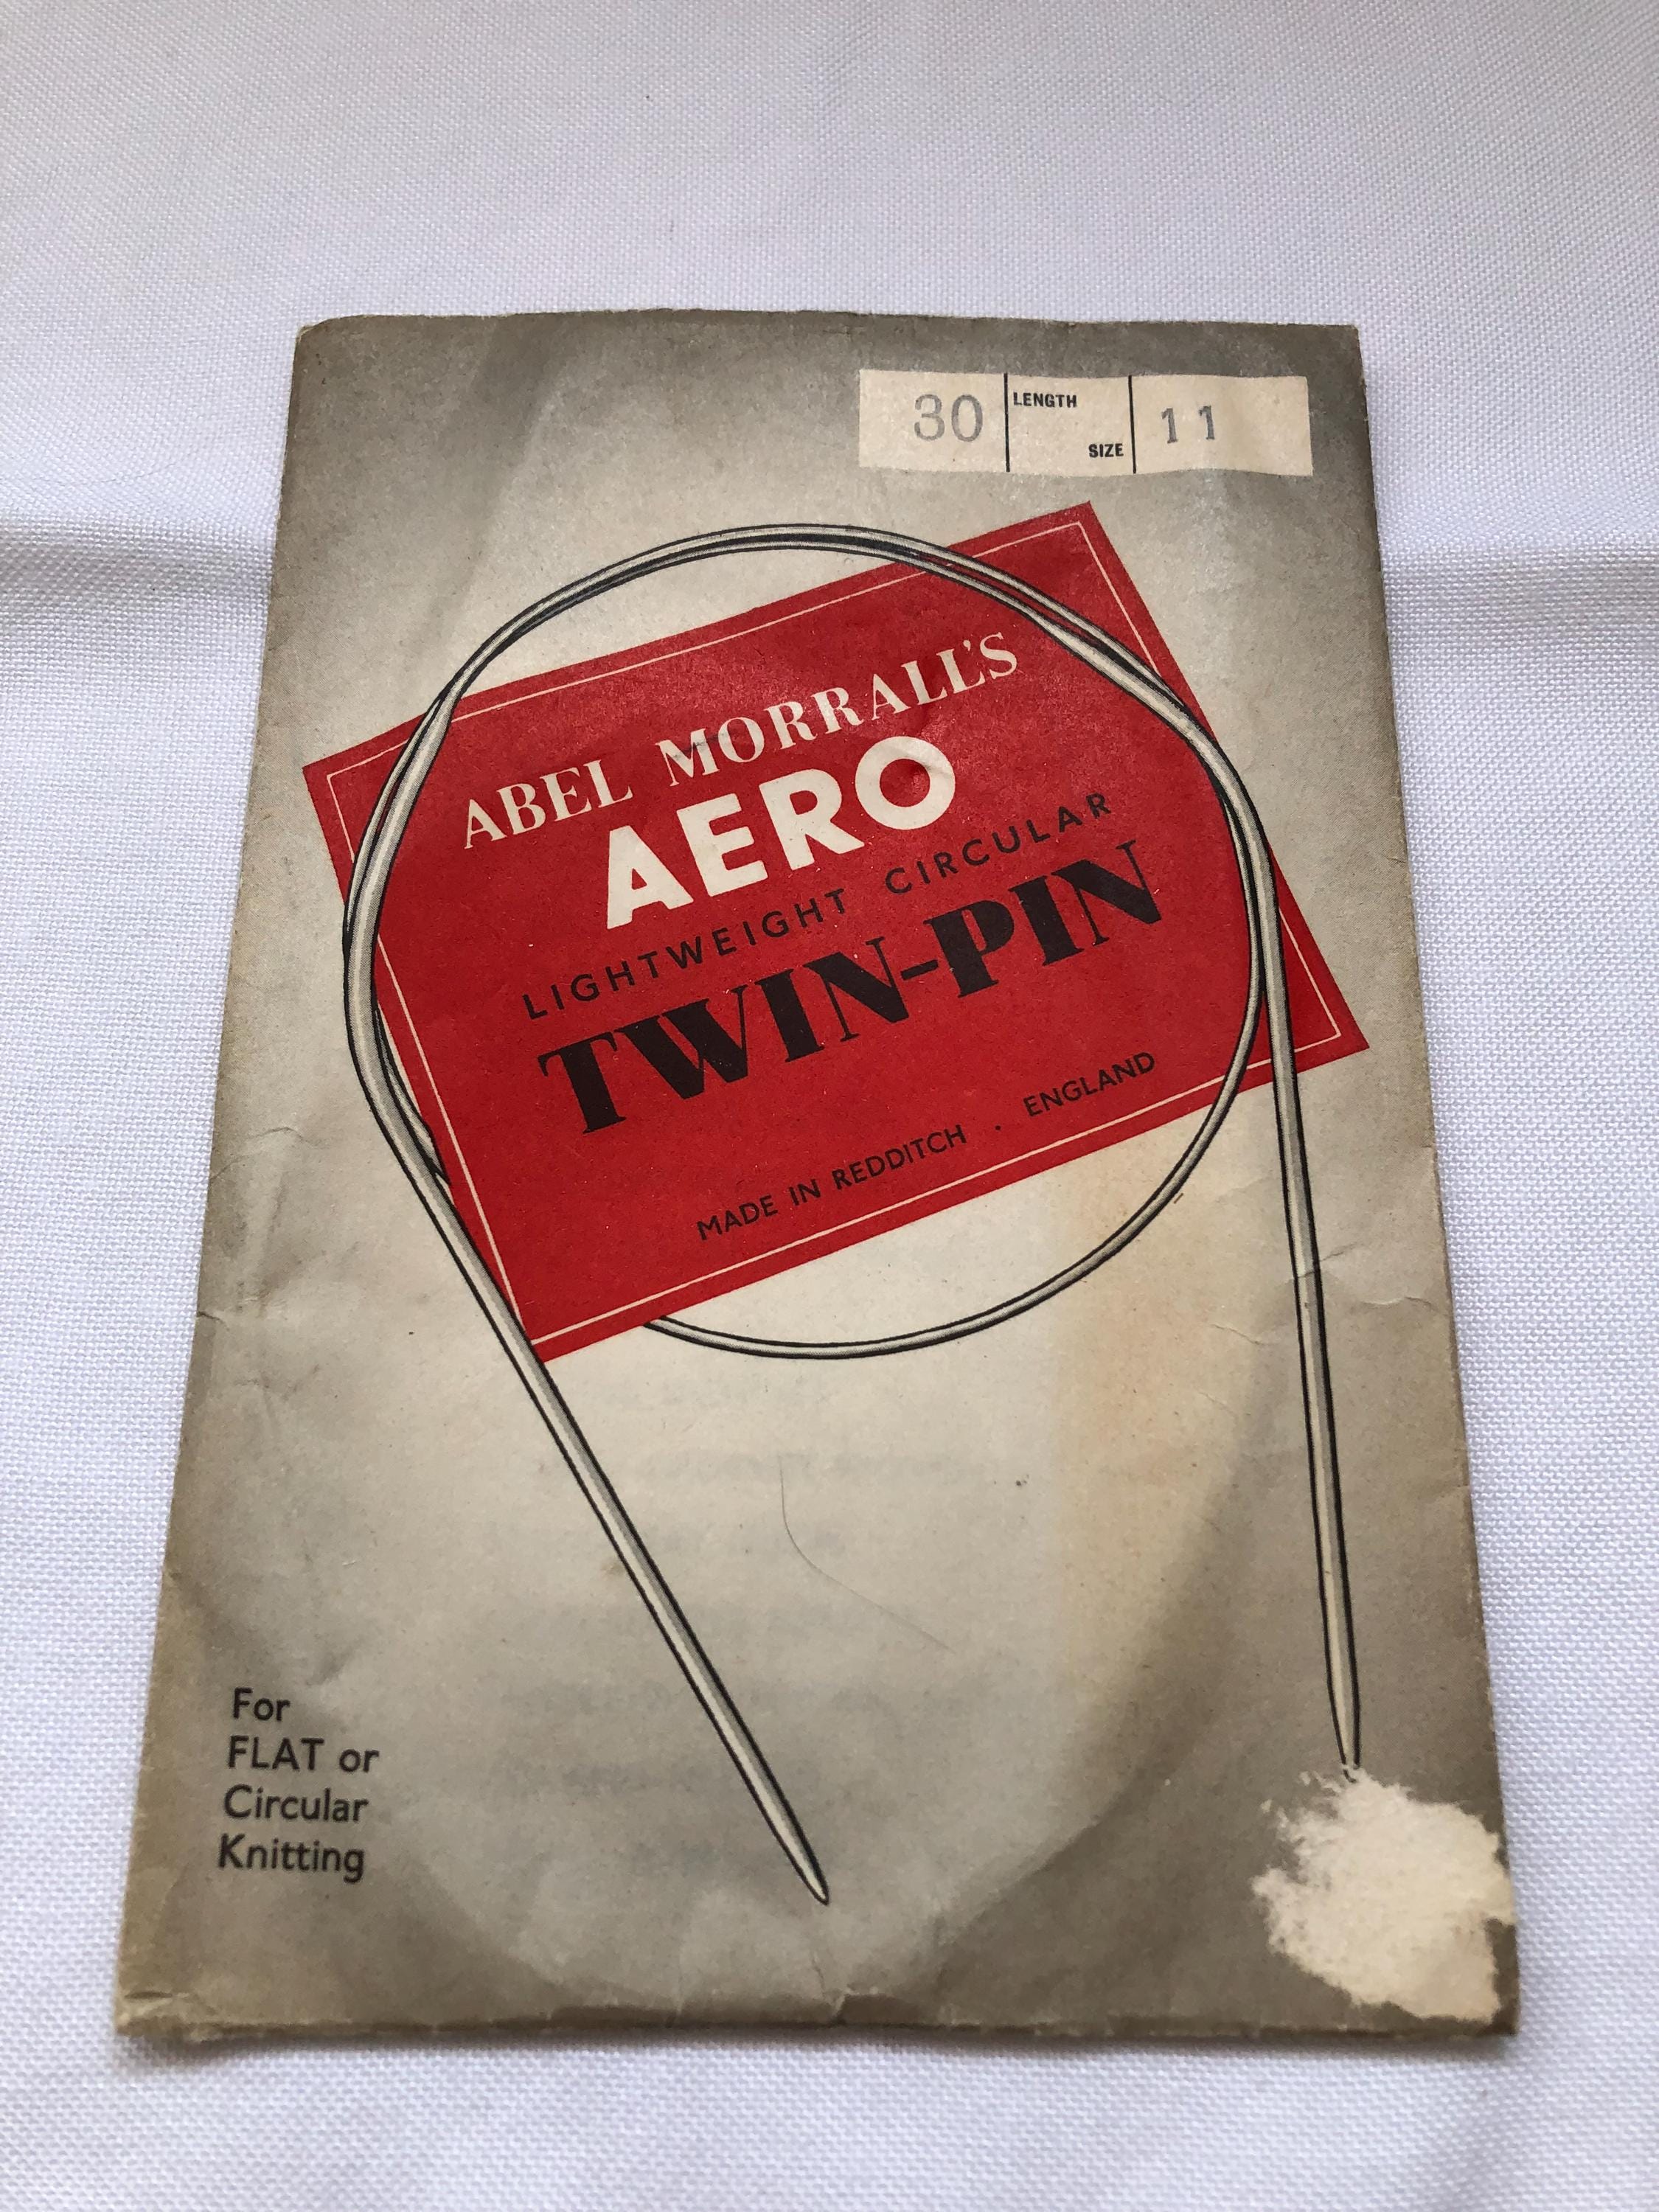 30 LENGTH SIZE 11
ABEL MORRALL'S
AERO
LIGHTWEIGHT CIRCULAR
TWIN-PIN
MADE IN REDDITCH . ENGLAND
For
FLAT or
Circular
Knitting